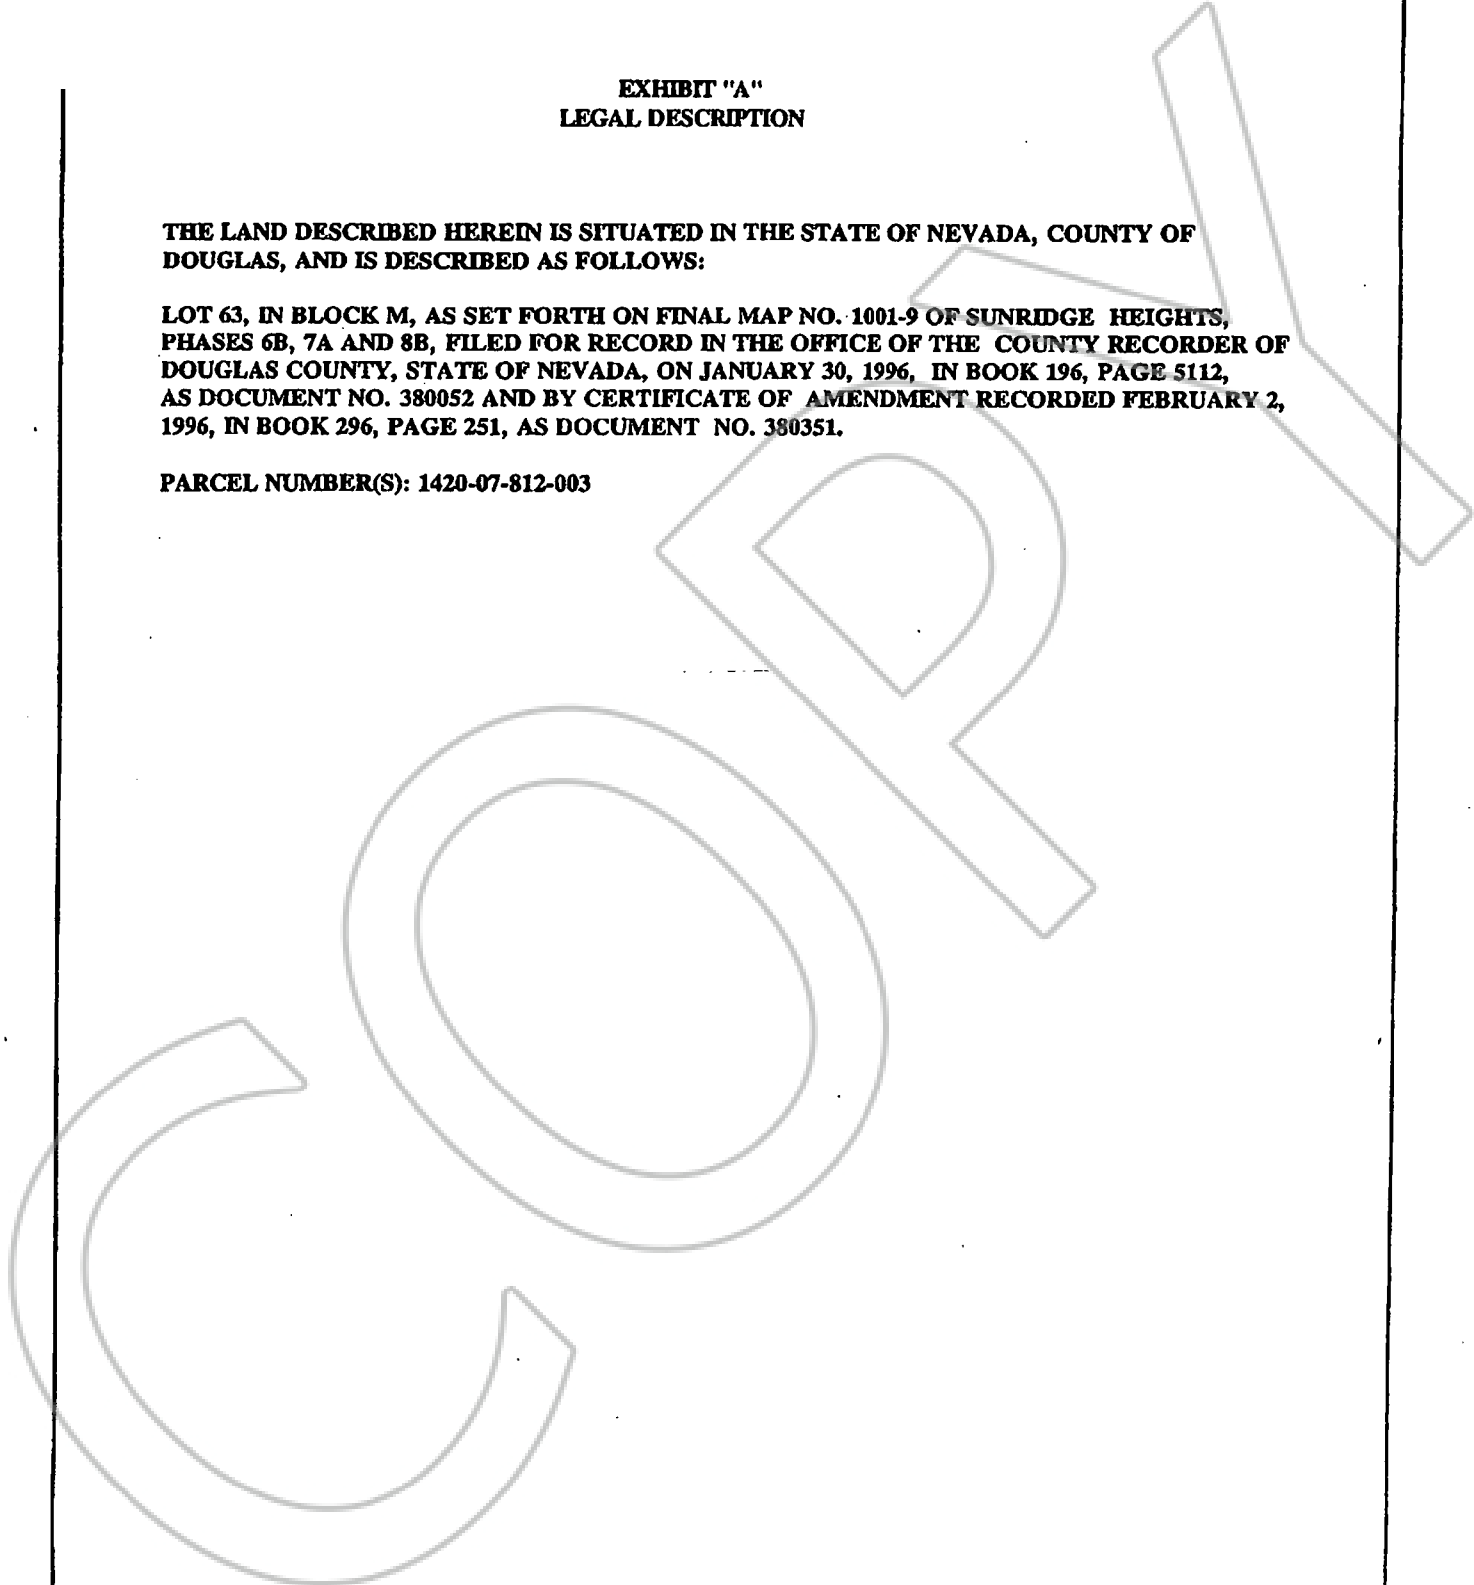 EXHIBIT "A"
LEGAL DESCRIPTION
THE LAND DESCRIBED HEREIN IS SITUATED IN THE STATE OF NEVADA, COUNTY OF
DOUGLAS, AND IS DESCRIBED AS FOLLOWS:
LOT 63, IN BLOCK M, AS SET FORTH ON FINAL MAP NO. 1001-9 OF SUNRIDGE HEIGHTS,
PHASES 6B, 7A AND 8B, FILED FOR RECORD IN THE OFFICE OF THE COUNTY RECORDER OF
DOUGLAS COUNTY, STATE OF NEVADA, ON JANUARY 30, 1996, IN BOOK 196, PAGE 5112,
AS DOCUMENT NO. 380052 AND BY CERTIFICATE OF AMENDMENT RECORDED FEBRUARY 2,
1996, IN BOOK 296, PAGE 251, AS DOCUMENT NO. 380351.
PARCEL NUMBER(S): 1420-07-812-003
COPY